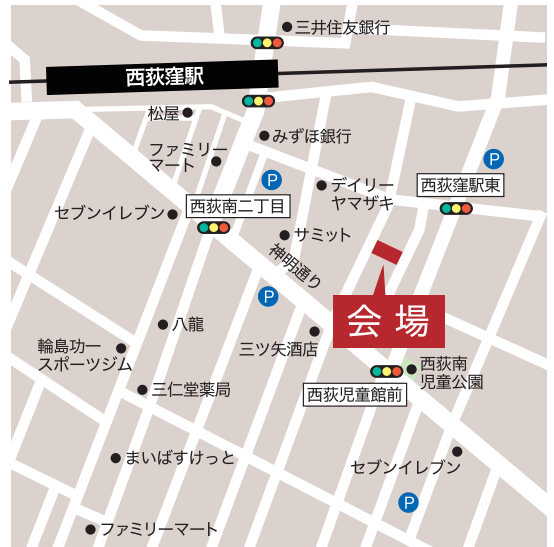 三井住友銀行
西荻窪駅
松屋
みずほ銀行
ファミリー
マート
P
P
デイリー
ヤマザキ
西荻窪駅東
セブンイレブン
西荻南二丁目
サミット
神明通り
P
会場
八龍
輪島功一
スポーツジム
三ツ矢酒店
西荻南
児童公園
三仁堂薬局
西荻児童館前
まいばすけっと
セブンイレブン
P
ファミリーマート